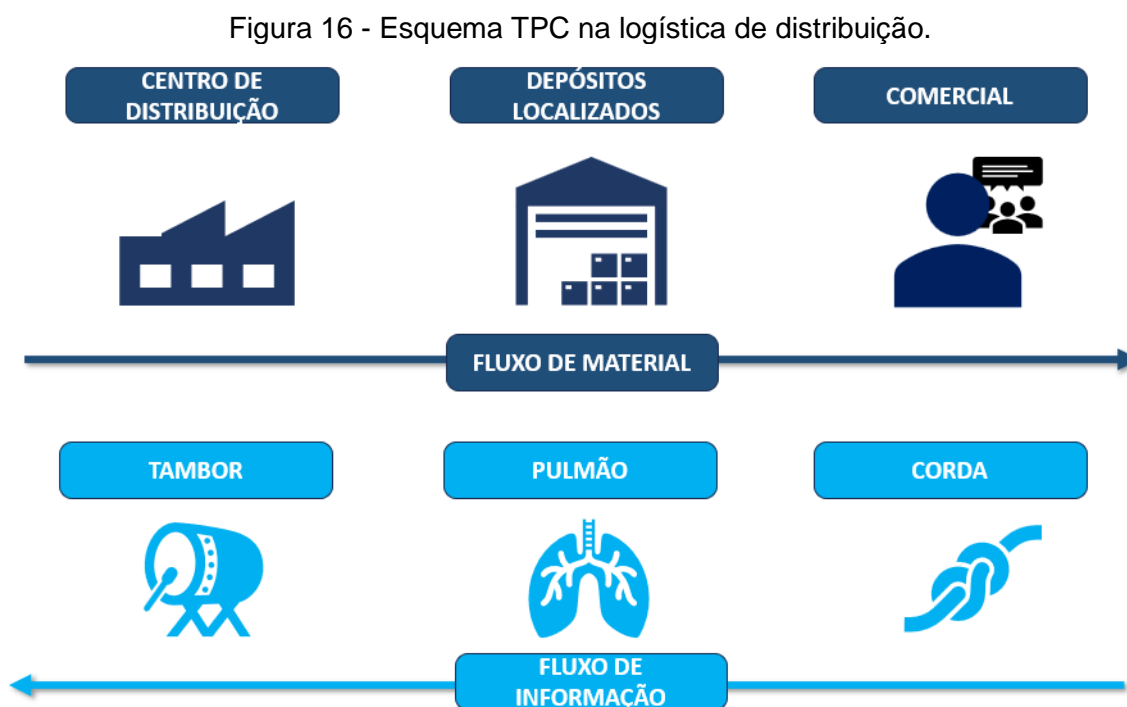 Figura 16 - Esquema TPC na logística de distribuição.
CENTRO DE
DISTRIBUIÇÃO
DEPÓSITOS
LOCALIZADOS
COMERCIAL
FLUXO DE MATERIAL
TAMBOR
PULMÃO
CORDA
FLUXO DE
INFORMAÇÃO